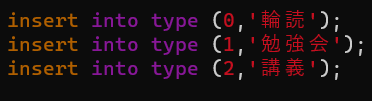 insert into type (0,'輪読');
insert into type (1,'勉強会');
insert into type (2,'講義');